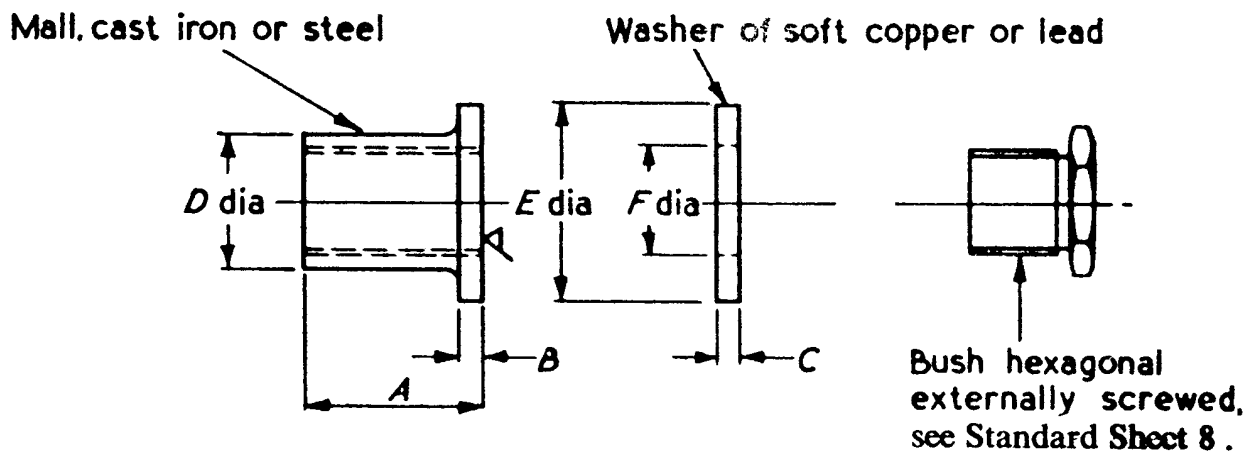 Mall. cast iron or steel
Washer of soft copper or lead
D dia
E dia
F dia
B
C
A
Bush hexagonal
externally screwed,
see Standard Sheet 8.